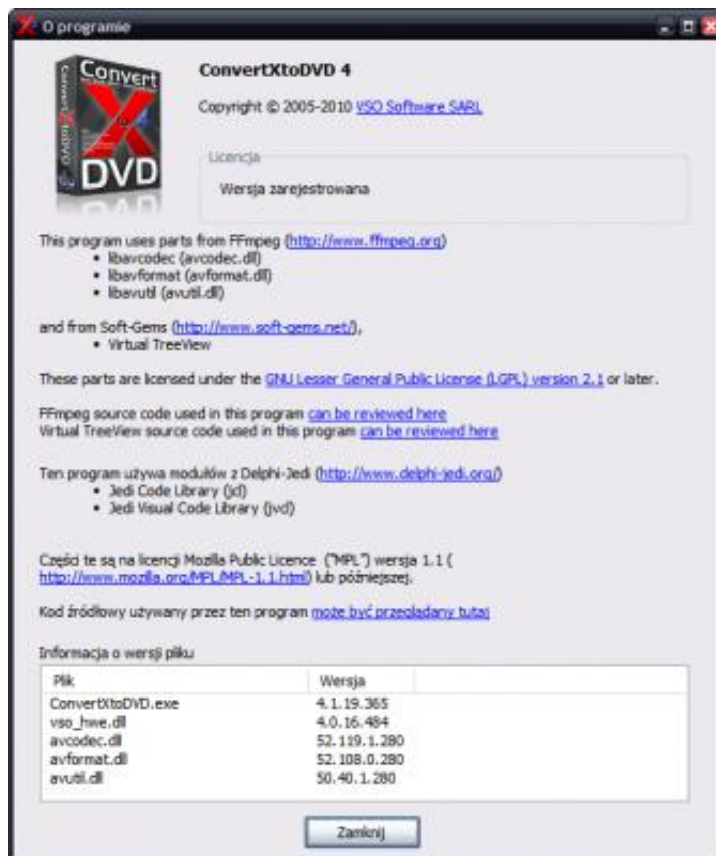 O programie
Convert
X
to
DVD
ConvertXtoDVD
ConvertXtoDVD 4
Copyright © 2005-2010 VSO Software SARL
Licencja
Wersja zarejestrowana
This program uses parts from FFmpeg (http://www.ffmpeg.org)
• libavcodec (avcodec.dll)
• libavformat (avformat.dll)
• libavutil (avutil.dll)
and from Soft-Gems (http://www.soft-gems.net/),
• Virtual TreeView
These parts are licensed under the GNU Lesser General Public License (LGPL) version 2.1 or later.
FFmpeg source code used in this program can be reviewed here
Virtual TreeView source code used in this program can be reviewed here
Ten program używa modułów z Delphi-Jedi (http://www.delphi-jedi.org/)
• Jedi Code Library (jcl)
• Jedi Visual Code Library (jvcl)
Części te są na licencji Mozilla Public Licence ("MPL") wersja 1.1 (
http://www.mozilla.org/MPL/MPL-1.1.html) lub późniejszej.
Kod źródłowy używany przez ten program może być przeglądany tutaj
Informacja o wersji pliku
Plik Wersja
ConvertXtoDVD.exe 4.1.19.365
vso_hwe.dll 4.0.16.484
avcodec.dll 52.119.1.280
avformat.dll 52.108.0.280
avutil.dll 50.40.1.280
Zamknij